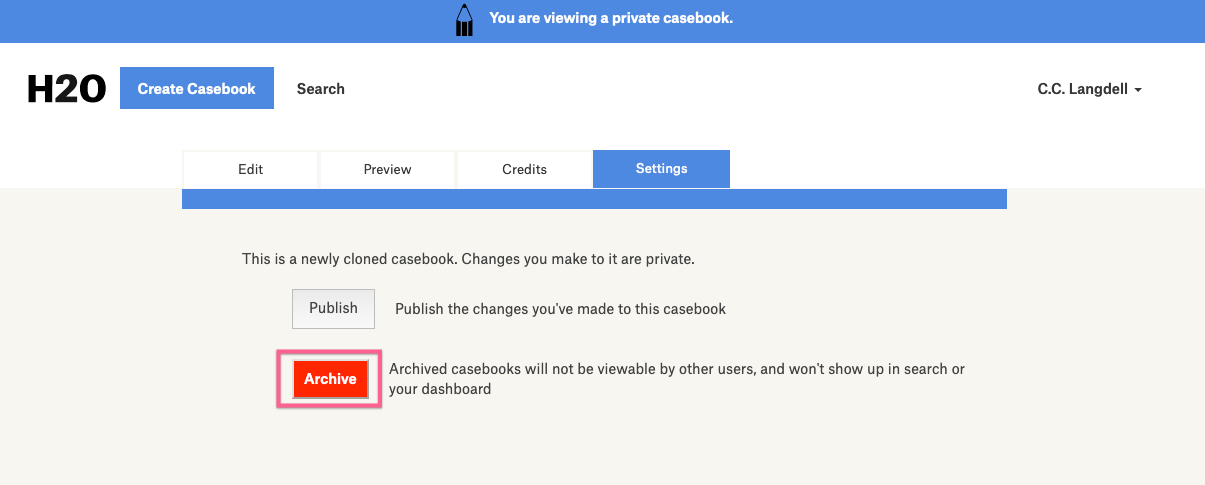 You are viewing a private casebook.
H2O Create Casebook Search C.C. Langdell
Edit Preview Credits Settings
This is a newly cloned casebook. Changes you make to it are private.
Publish Publish the changes you've made to this casebook
Archive Archived casebooks will not be viewable by other users, and won't show up in search or
your dashboard